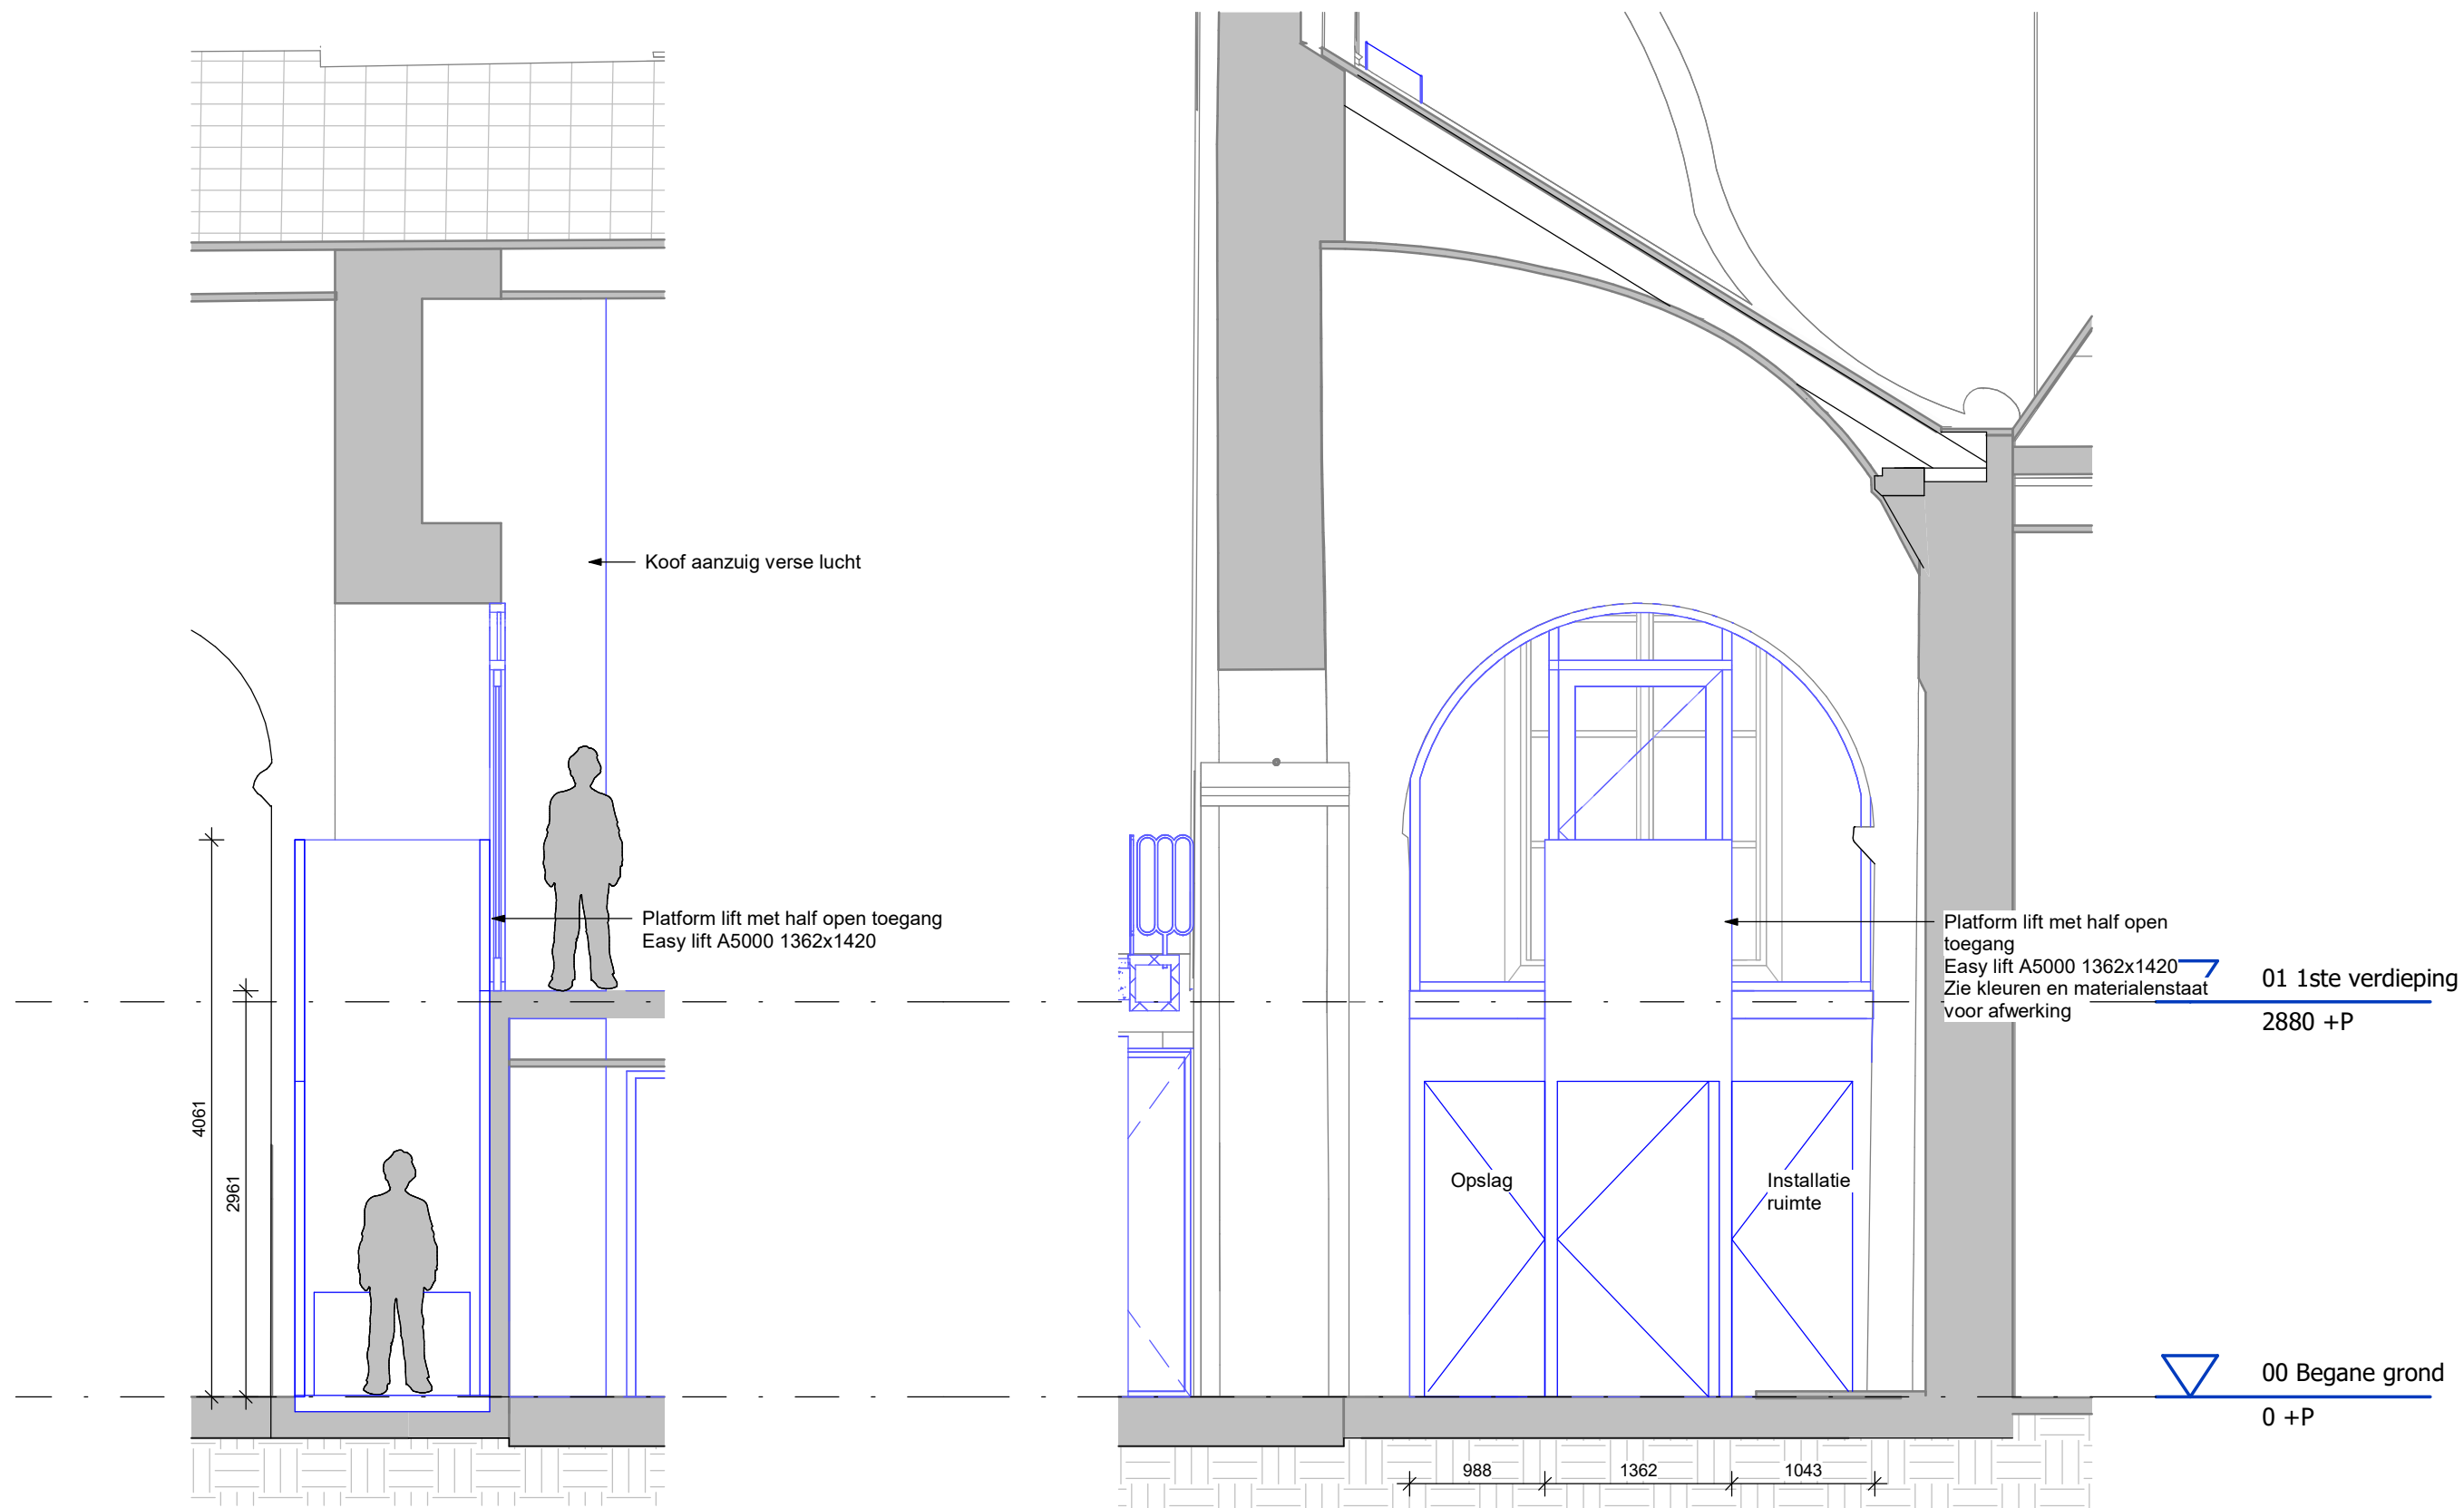 Koof aanzuig verse lucht
Platform lift met half open toegang
Easy lift A5000 1362x1420
4061
2961
Platform lift met half open
toegang
Easy lift A5000 1362x1420
Zie kleuren en materialenstaat
voor afwerking
01 1ste verdieping
2880 +P
Opslag
Installatie
ruimte
00 Begane grond
0 +P
988
1362
1043